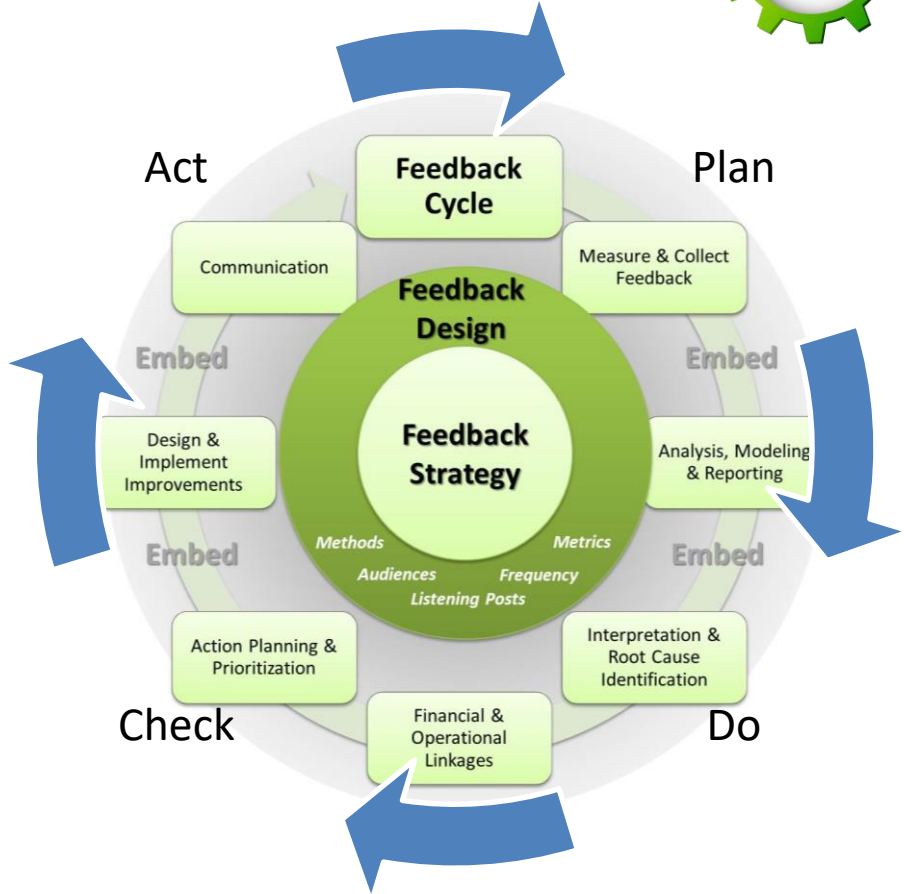 Act
Plan
Feedback
Cycle
Communication
Measure & Collect
Feedback
Feedback
Design
Embed
Embed
Feedback
Strategy
Design &
Implement
Improvements
Analysis, Modeling
& Reporting
Embed
Embed
Methods
Metrics
Audiences
Frequency
Listening Posts
Action Planning &
Prioritization
Interpretation &
Root Cause
Identification
Check
Do
Financial &
Operational
Linkages